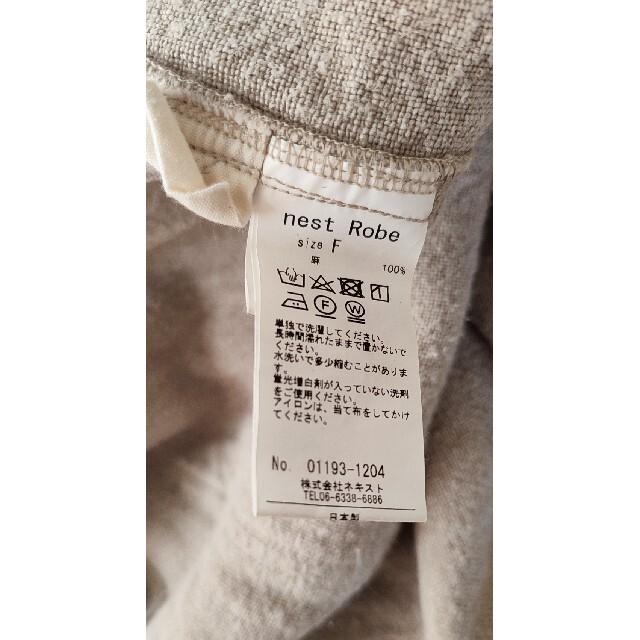 nest Robe
size F
麻 100%
F W
単独で洗濯してください。
長時間濡れたままで置かないで
ください。
水洗いで多少縮むことがありま
す。
蛍光増白剤が入っていない洗剤
をご使用ください。
アイロンは、当て布をしてかけ
てください。
No. 01193-1204
株式会社ネキスト
TEL06-6338-6886
日本製